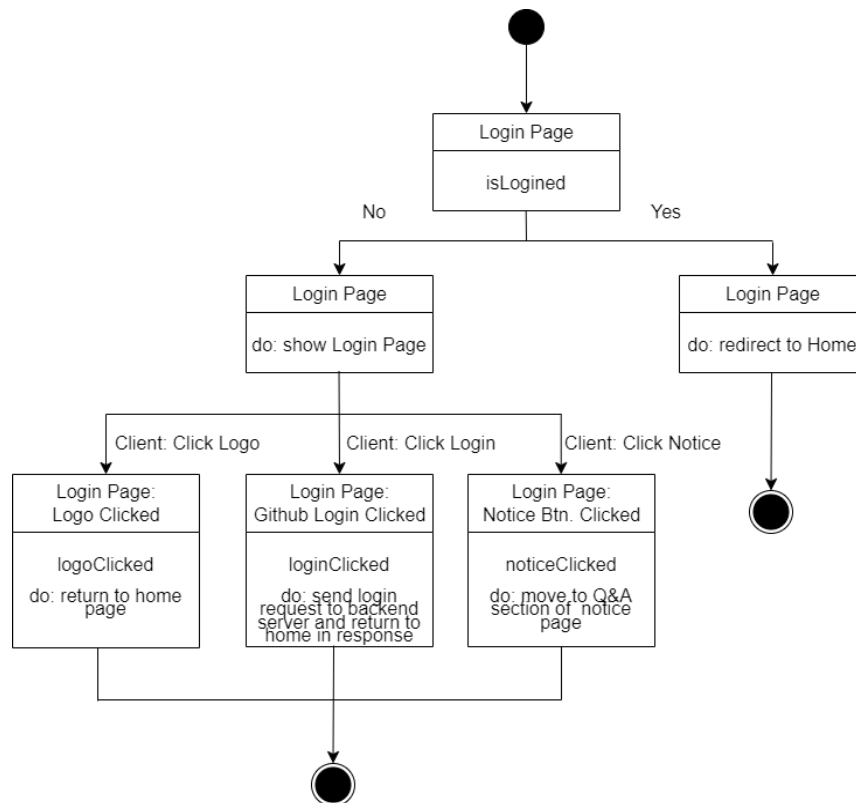 Login Page
isLogined
No
Yes
Login Page
do: show Login Page
Login Page
do: redirect to Home
Client: Click Logo
Client: Click Login
Client: Click Notice
Login Page:
Logo Clicked
logoClicked
do: return to home
page
Login Page:
Github Login Clicked
loginClicked
do: send login
request to backend
server and return to
home in response
Login Page:
Notice Btn. Clicked
noticeClicked
do: move to Q&A
section of notice
page